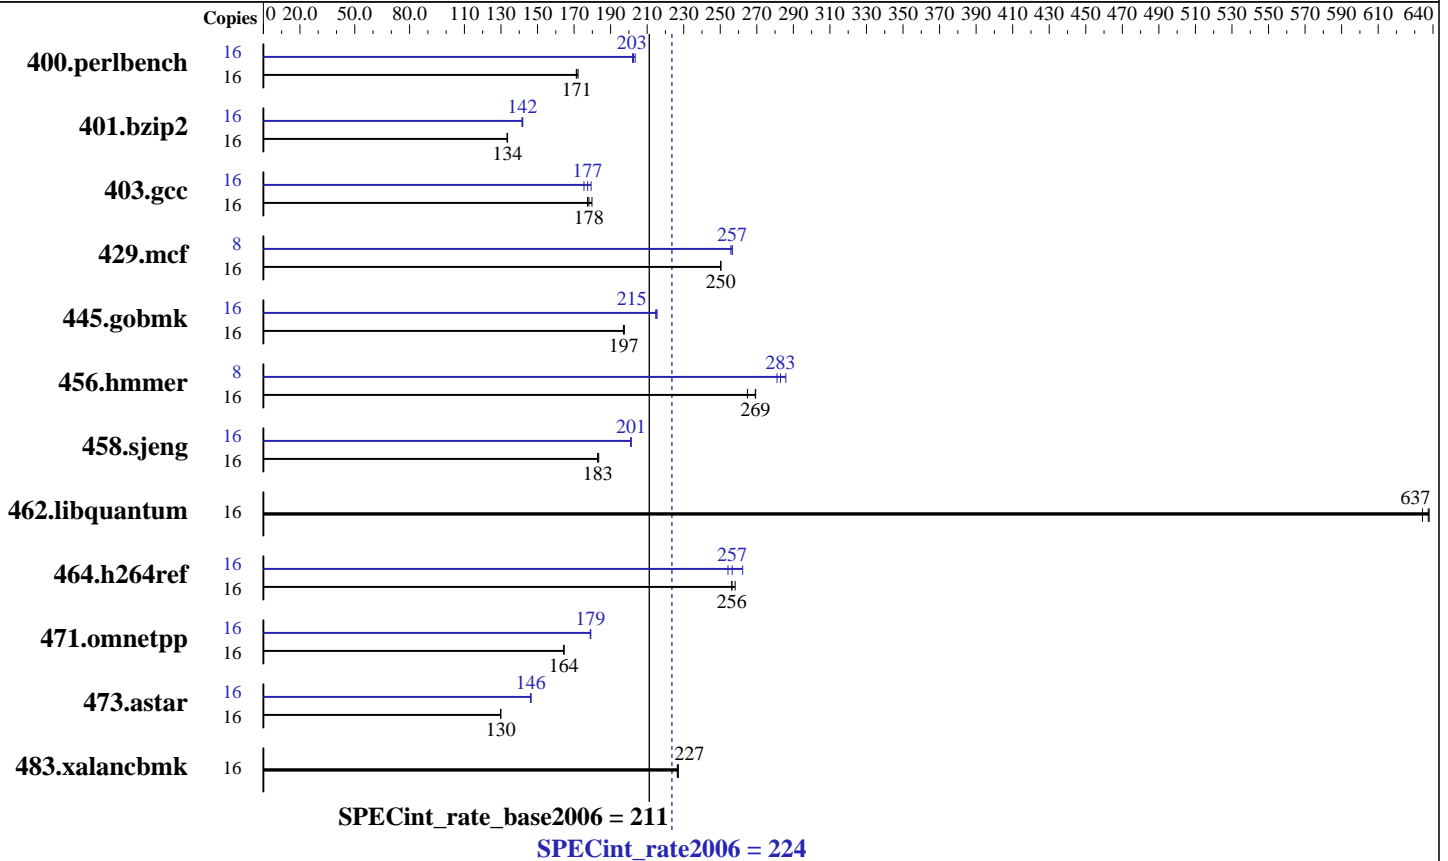 Copies 0 20.0 50.0 80.0 110 130 150 170 190 211 230 250 270 290 310 330 350 370 390 410 430 450 470 490 510 530 550 570 590 610 640
400.perlbench 16 203
16 171
401.bzip2 16 142
16 134
403.gcc 16 177
16 178
429.mcf 8 257
16 250
445.gobmk 16 215
16 197
456.hmmer 8 283
16 269
458.sjeng 16 201
16 183
462.libquantum 16 637
464.h264ref 16 257
16 256
471.omnetpp 16 179
16 164
473.astar 16 146
16 130
483.xalancbmk 16 227
SPECint_rate_base2006 = 211
SPECint_rate2006 = 224